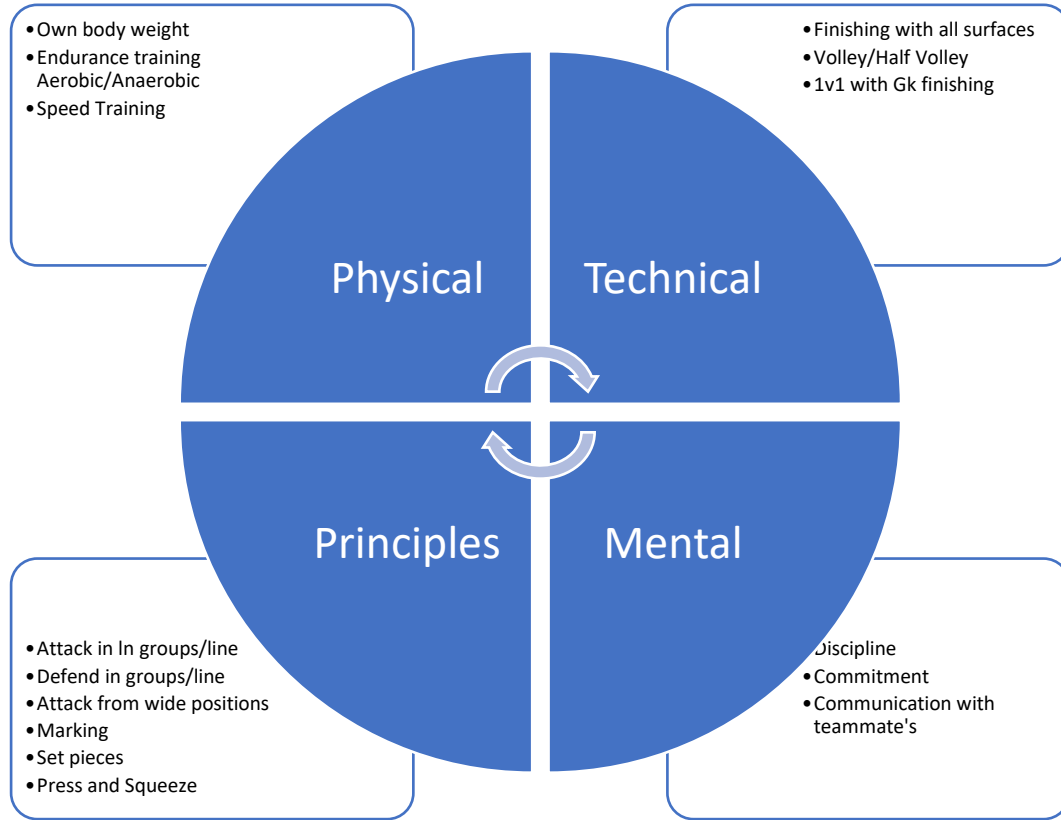 •Own body weight
•Endurance training
Aerobic/Anaerobic
•Speed Training
•Finishing with all surfaces
•Volley/Half Volley
•1v1 with Gk finishing
Physical
Technical
Principles
Mental
•Attack in ln groups/line
•Defend in groups/line
•Attack from wide positions
•Marking
•Set pieces
•Press and Squeeze
Discipline
•Commitment
•Communication with
teammate's